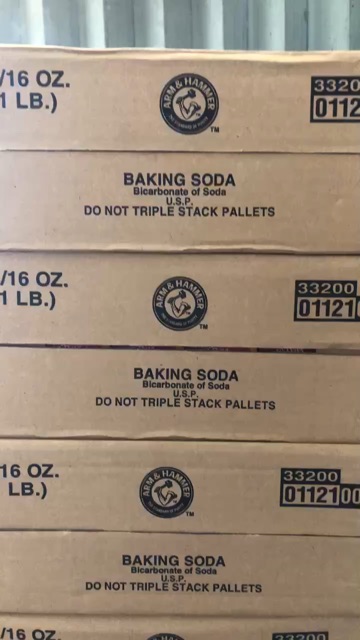 /16 OZ.
1 LB.)
ARM & HAMMER
TM
3320
0112
BAKING SODA
Bicarbonate of Soda
U.S.P.
DO NOT TRIPLE STACK PALLETS
/16 OZ.
1 LB.)
ARM & HAMMER
TM
33200
01121
BAKING SODA
Bicarbonate of Soda
U.S.P.
DO NOT TRIPLE STACK PALLETS
16 OZ.
LB.)
ARM & HAMMER
TM
33200
0112100
BAKING SODA
Bicarbonate of Soda
U.S.P.
DO NOT TRIPLE STACK PALLETS
/16 OZ.
33200